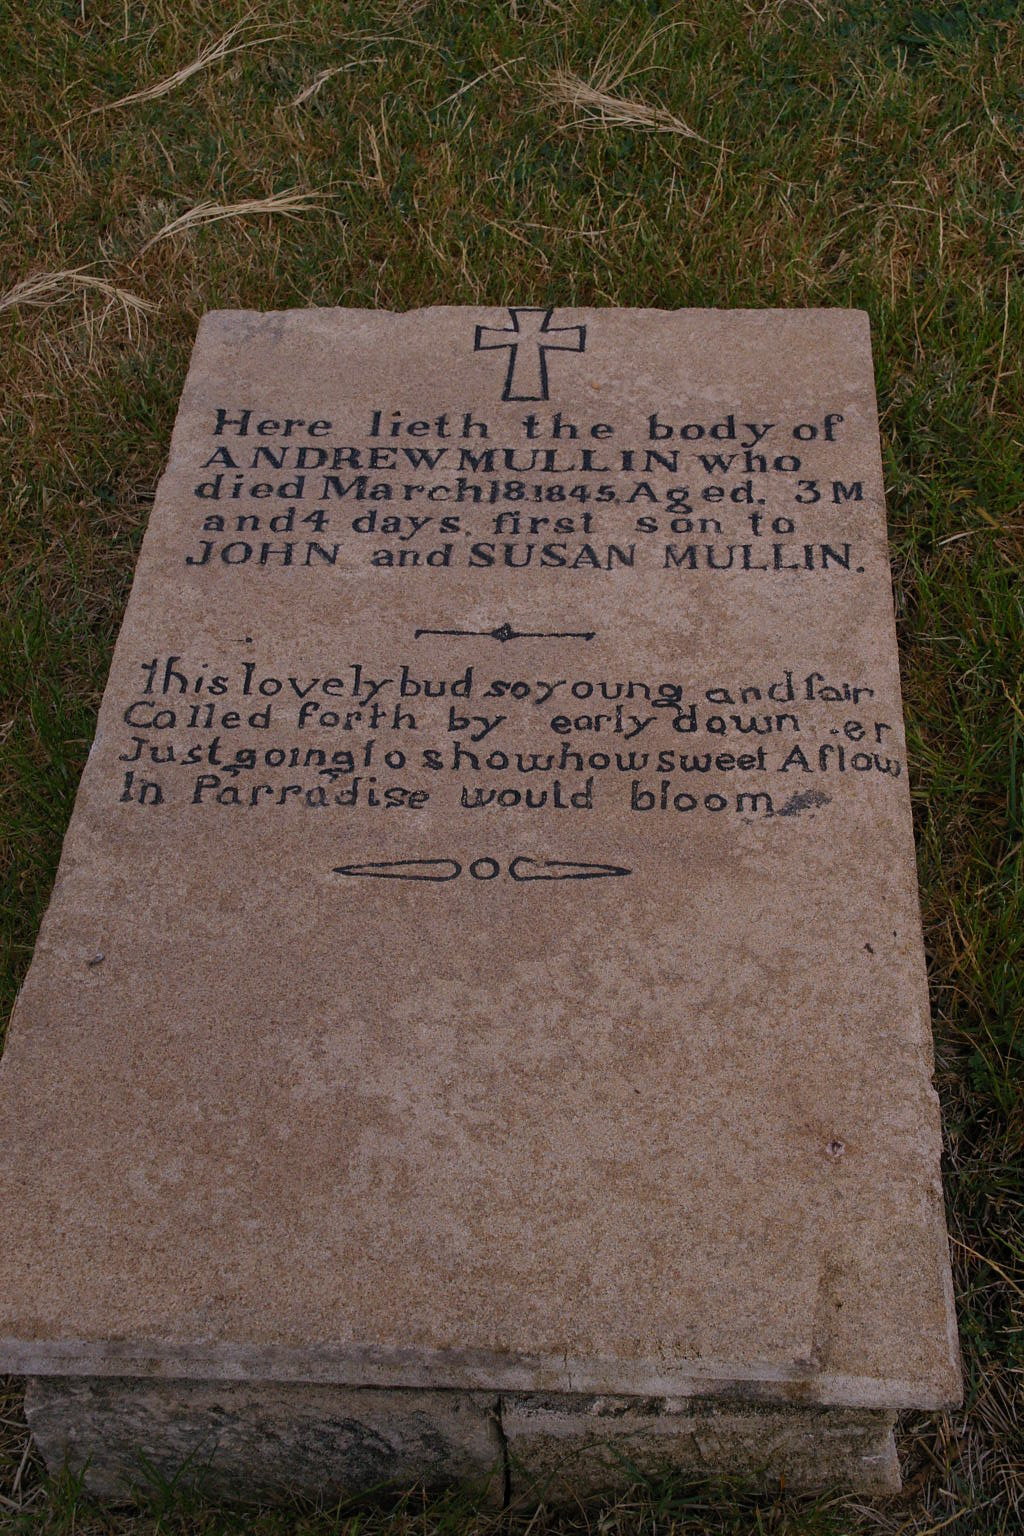 Here lieth the body of
ANDREW MULLIN who
died March 18. 1845, Aged. 3 M
and 4 days. first son to
JOHN and SUSAN MULLIN.
this lovely bud so young and fair
Called forth by early dawn .er
Just going to show how sweet A flow
In Parradise would bloom